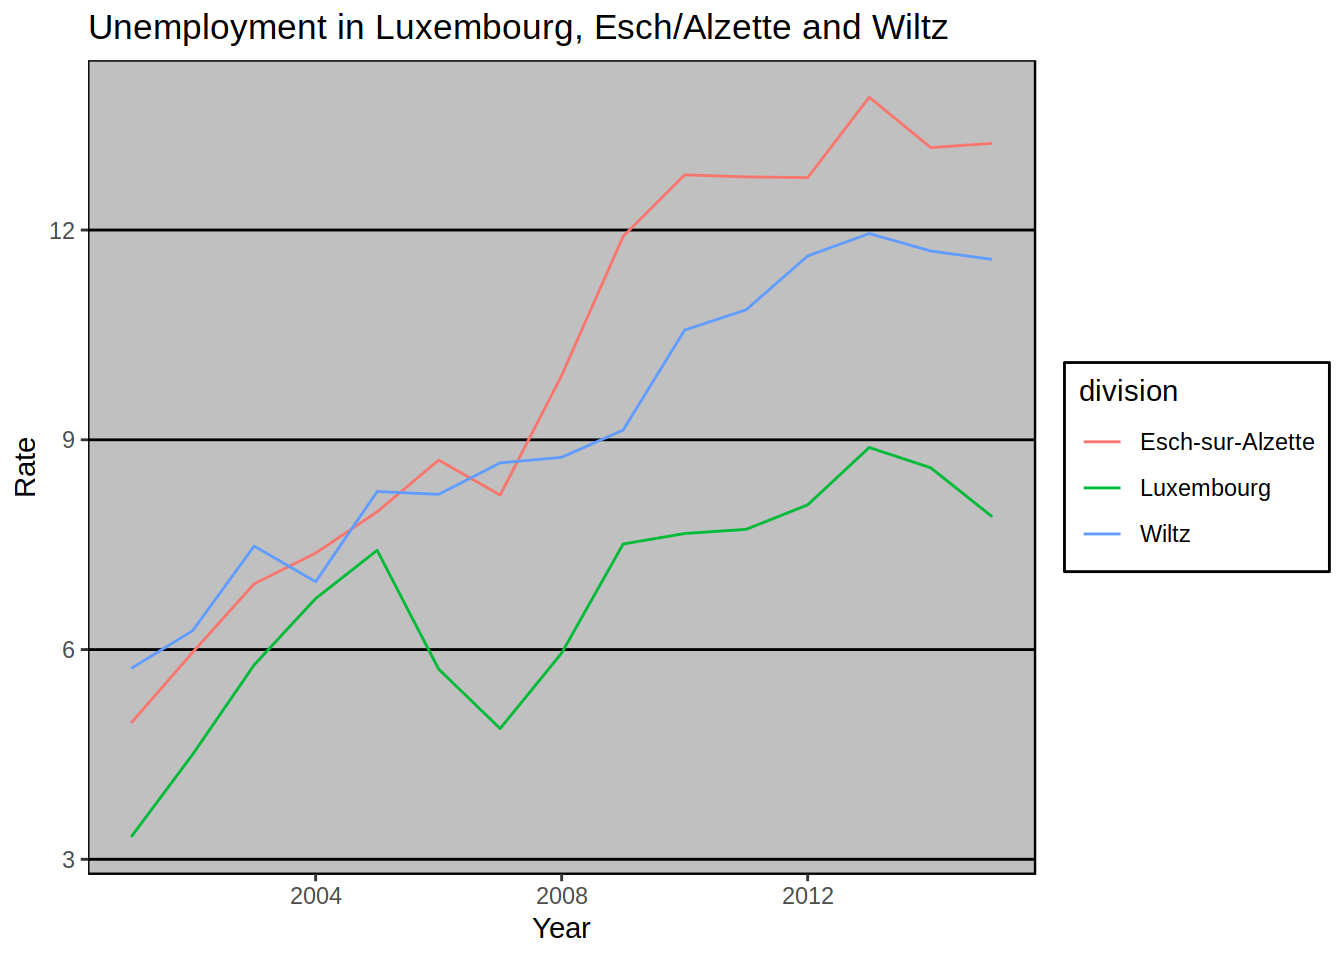 Unemployment in Luxembourg, Esch/Alzette and Wiltz
12
9
6
3
Rate
2004
2008
2012
Year
division
Esch-sur-Alzette
Luxembourg
Wiltz